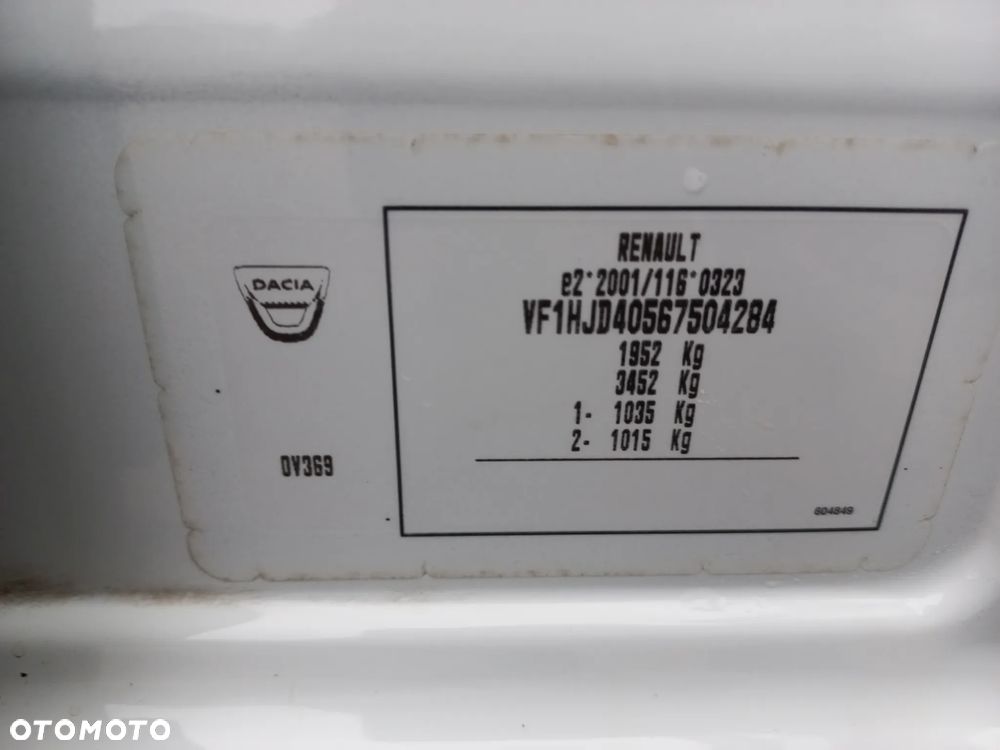 RENAULT
e2*2001/116*0323
VF1HJD40567504284
1952 Kg
3452 Kg
1- 1035 Kg
2- 1015 Kg
DACIA
DV369
604849
OTOMOTO